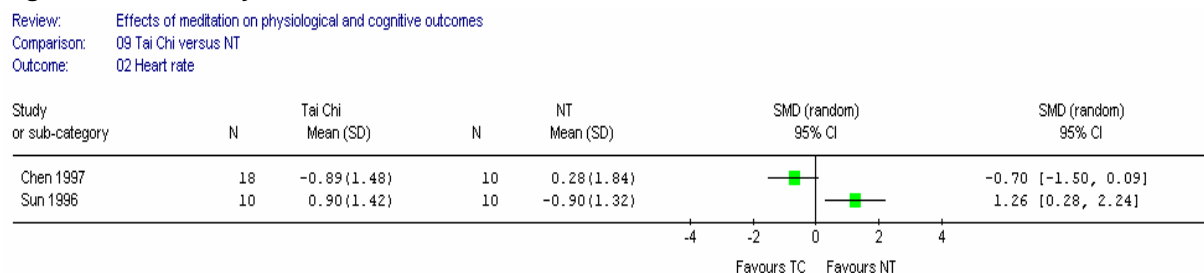 Review: Effects of meditation on physiological and cognitive outcomes
Comparison: 09 Tai Chi versus NT
Outcome: 02 Heart rate
Study Tai Chi NT SMD (random) SMD (random)
or sub-category N Mean (SD) N Mean (SD) 95% CI 95% CI
Chen 1997 18 -0.89(1.48) 10 0.28(1.84) -0.70 [-1.50, 0.09]
Sun 1996 10 0.90(1.42) 10 -0.90(1.32) 1.26 [0.28, 2.24]
-4 -2 0 2 4
Favours TC Favours NT